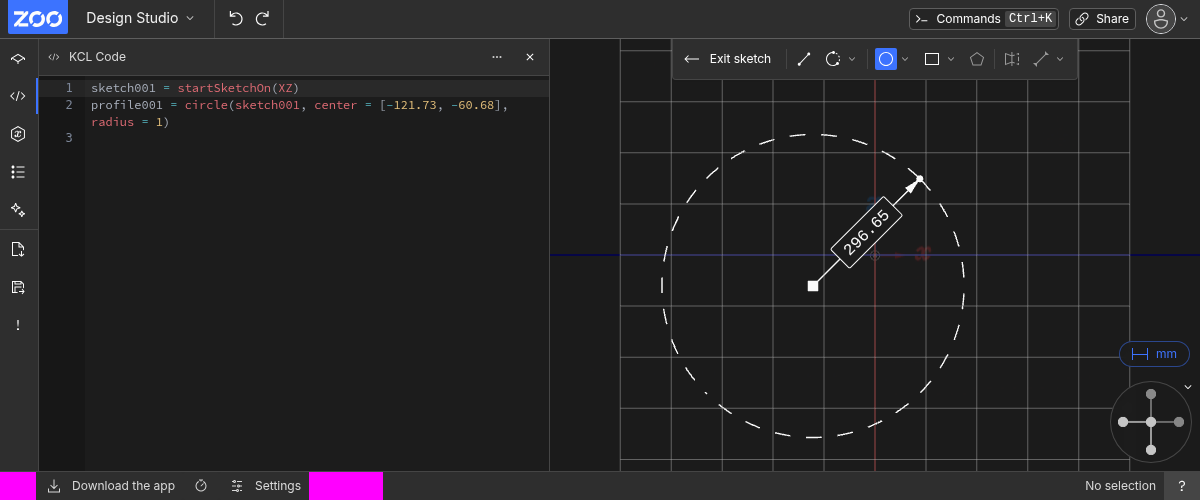 ZOO Design Studio Commands Ctrl+K Share
KCL Code
Exit sketch
1 sketch001 = startSketchOn(XZ)
2 profile001 = circle(sketch001, center = [-121.73, -60.68],
radius = 1)
3
296.65
mm
Download the app Settings No selection ?